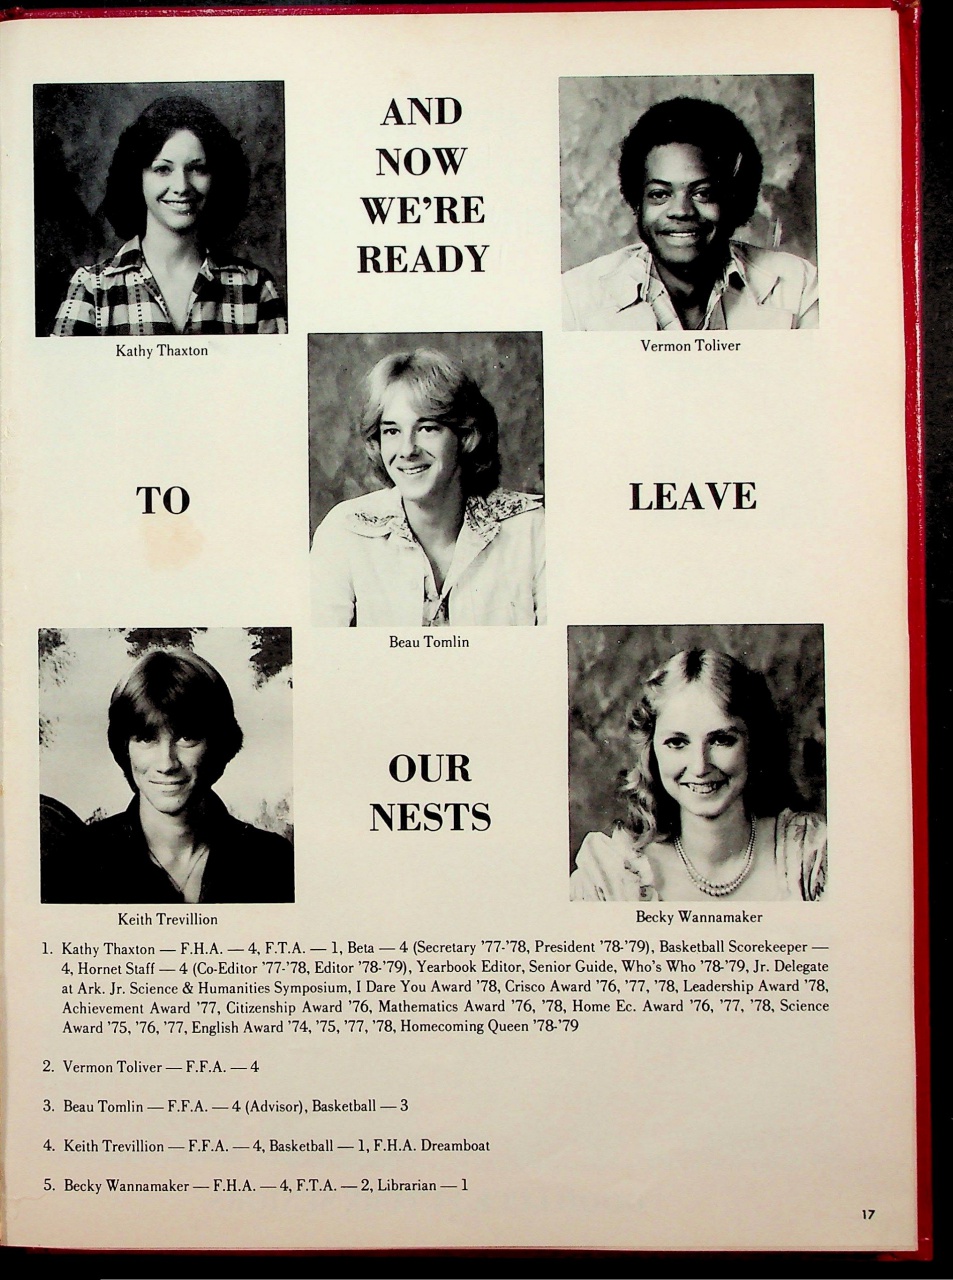 AND
NOW
WE'RE
READY
Kathy Thaxton
Vermon Toliver
TO
LEAVE
Beau Tomlin
OUR
NESTS
Keith Trevillion
Becky Wannamaker
1. Kathy Thaxton — F.H.A. — 4, F.T.A. — 1, Beta — 4 (Secretary '77-'78, President '78-'79), Basketball Scorekeeper —
4, Hornet Staff — 4 (Co-Editor '77-'78, Editor '78-'79), Yearbook Editor, Senior Guide, Who's Who '78-'79, Jr. Delegate
at Ark. Jr. Science & Humanities Symposium, I Dare You Award '78, Crisco Award '76, '77, '78, Leadership Award '78,
Achievement Award '77, Citizenship Award '76, Mathematics Award '76, '78, Home Ec. Award '76, '77, '78, Science
Award '75, '76, '77, English Award '74, '75, '77, '78, Homecoming Queen '78-'79
2. Vermon Toliver — F.F.A. — 4
3. Beau Tomlin — F.F.A. — 4 (Advisor), Basketball — 3
4. Keith Trevillion — F.F.A. — 4, Basketball — 1, F.H.A. Dreamboat
5. Becky Wannamaker — F.H.A. — 4, F.T.A. — 2, Librarian — 1
17